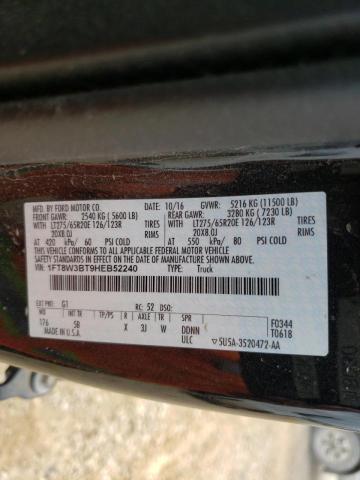 MFD. BY FORD MOTOR CO. 10/16 GVWR: 5216 KG (11500 LB)
FRONT GAWR: 2540 KG (5600 LB) REAR GAWR: 3280 KG (7230 LB)
WITH LT275/65R20E 126/123R TIRES WITH LT275/65R20E 126/123R TIRES
20X8.0J RIMS 20X8.0J RIMS
AT 420 kPa/ 60 PSI COLD AT 550 kPa/ 80 PSI COLD
THIS VEHICLE CONFORMS TO ALL APPLICABLE FEDERAL MOTOR VEHICLE SAFETY
STANDARDS IN EFFECT ON THE DATE OF MANUFACTURE SHOWN ABOVE.
VIN: 1FT8W3BT9HEB52240 TYPE: Truck
EXT PNT: G1 RC: 52 DSO:
WB INT TR TP/PS R AXLE TR SPR F0344
176 SB X 3J W DDNN T0618
MADE IN U.S.A. ULC ▽5U5A-3520472-AA